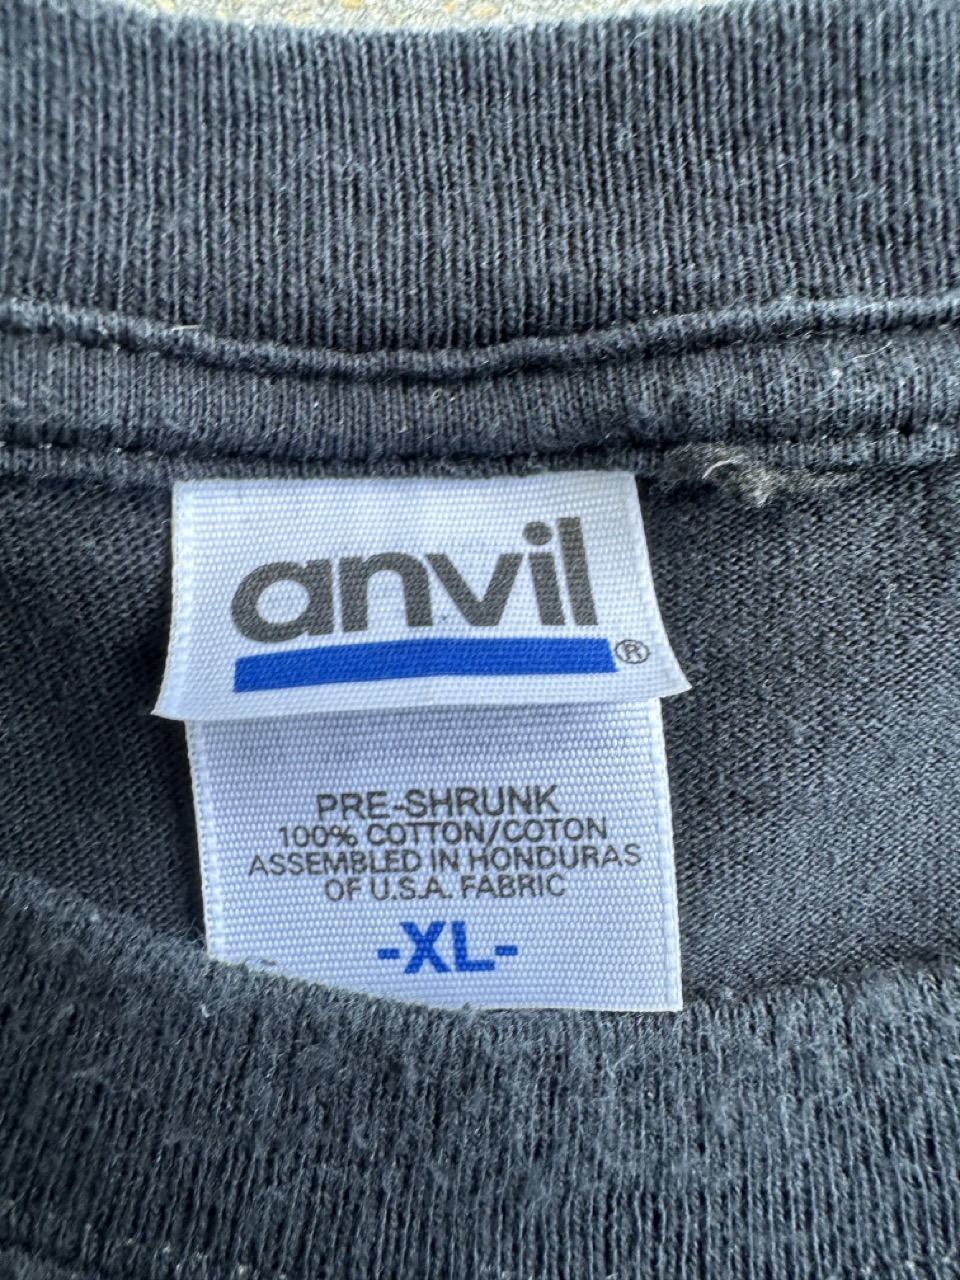 anvil®
PRE-SHRUNK
100% COTTON/COTON
ASSEMBLED IN HONDURAS
OF U.S.A. FABRIC
-XL-